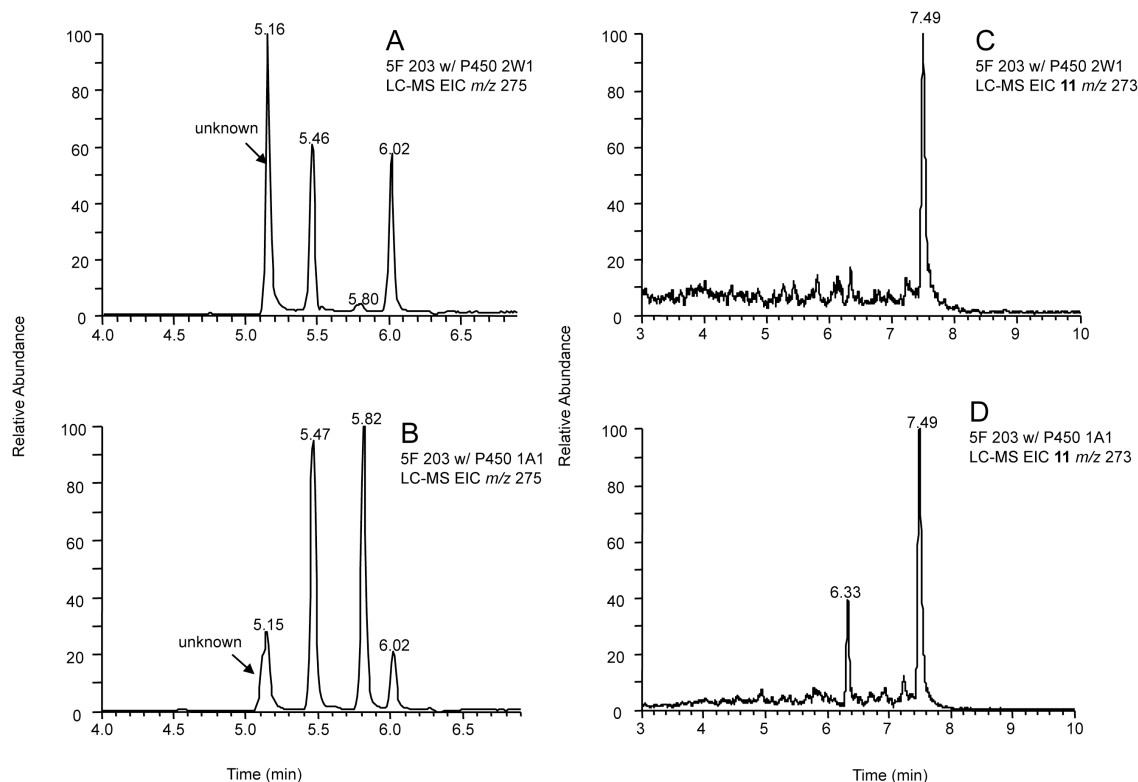 A
5F 203 w/ P450 2W1
LC-MS EIC m/z 275
5.16
unknown
5.46
5.80
6.02
100
80
60
40
20
0
4.0 4.5 5.0 5.5 6.0 6.5
C
5F 203 w/ P450 2W1
LC-MS EIC 11 m/z 273
7.49
100
80
60
40
20
0
3 4 5 6 7 8 9 10
Relative Abundance
Relative Abundance
B
5F 203 w/ P450 1A1
LC-MS EIC m/z 275
5.15
unknown
5.47
5.82
6.02
100
80
60
40
20
0
4.0 4.5 5.0 5.5 6.0 6.5
Time (min)
D
5F 203 w/ P450 1A1
LC-MS EIC 11 m/z 273
6.33
7.49
100
80
60
40
20
0
3 4 5 6 7 8 9 10
Time (min)